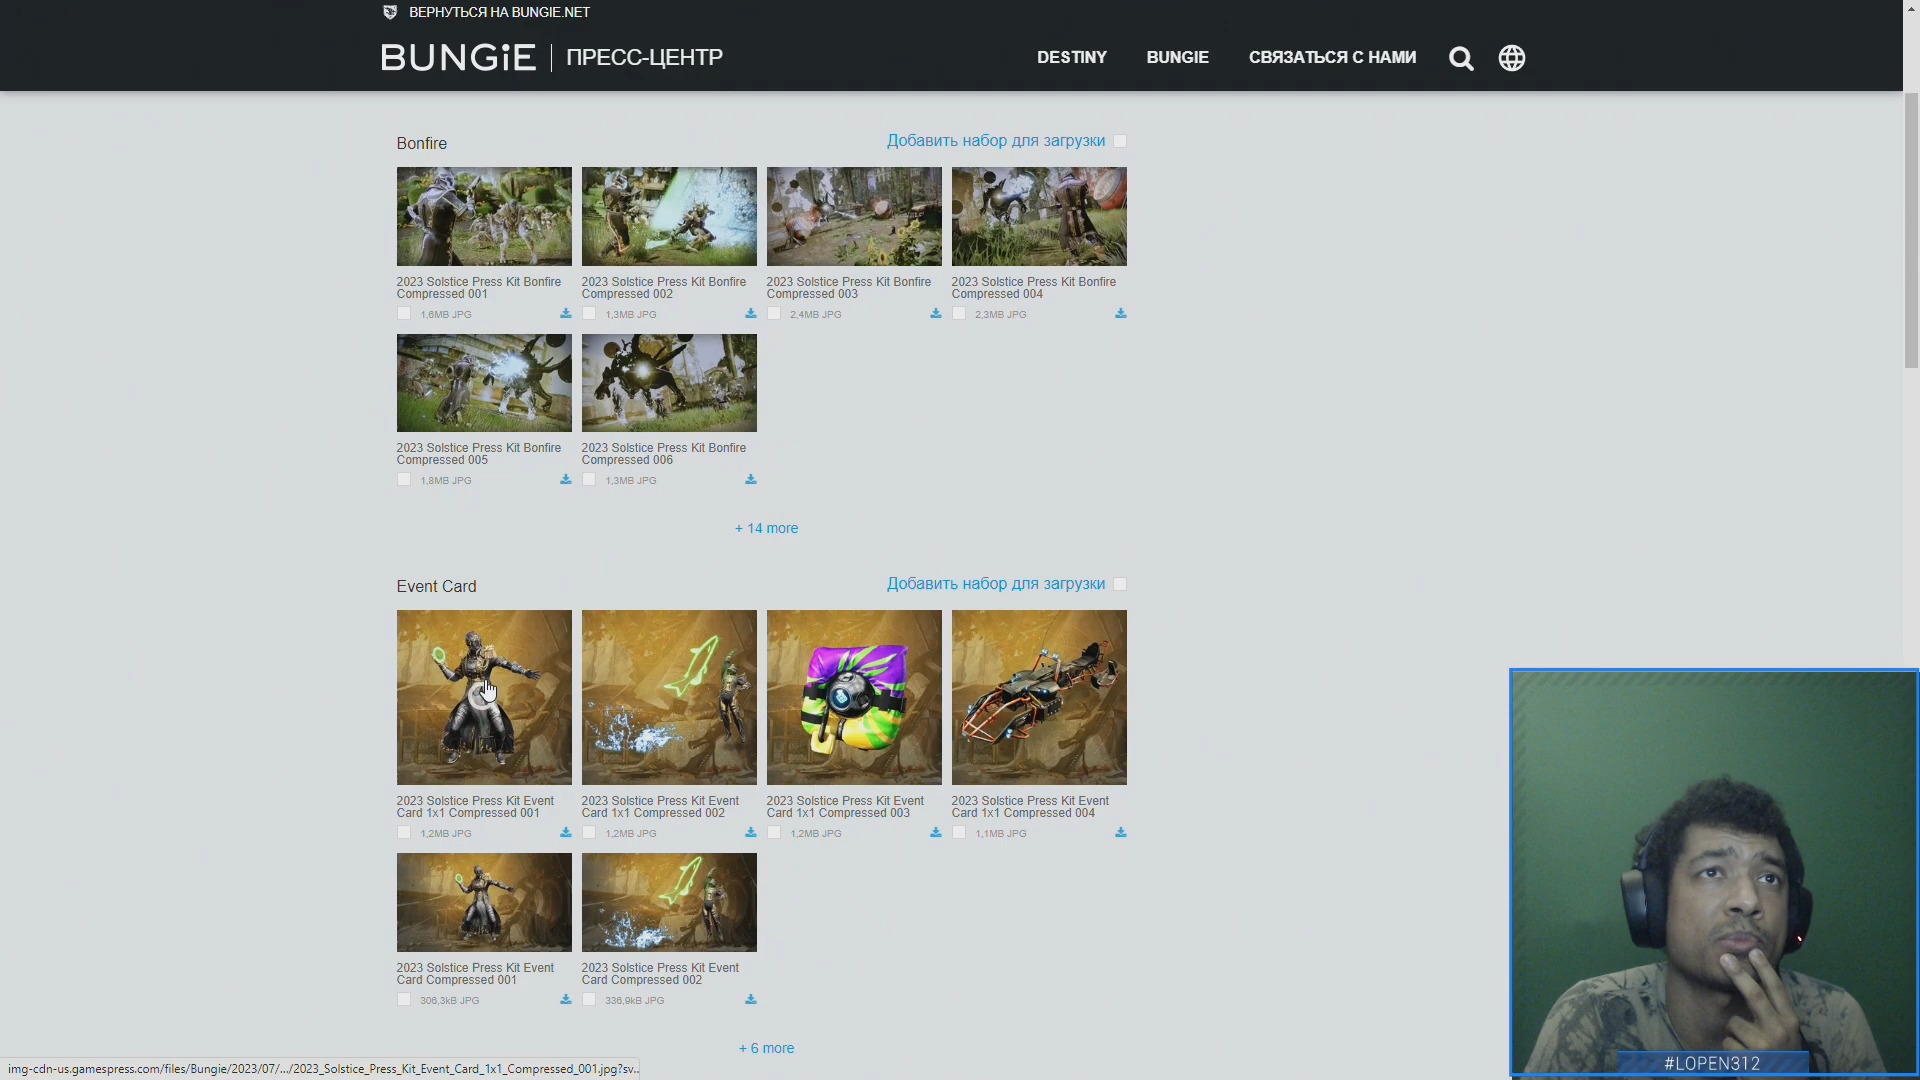 ВЕРНУТЬСЯ НА BUNGIE.NET
BUNGiE | ПРЕСС-ЦЕНТР
DESTINY
BUNGIE
СВЯЗАТЬСЯ С НАМИ
Bonfire
Добавить набор для загрузки
2023 Solstice Press Kit Bonfire
Compressed 001
1,6MB JPG
2023 Solstice Press Kit Bonfire
Compressed 002
1,3MB JPG
2023 Solstice Press Kit Bonfire
Compressed 003
2,4MB JPG
2023 Solstice Press Kit Bonfire
Compressed 004
2,3MB JPG
2023 Solstice Press Kit Bonfire
Compressed 005
1,8MB JPG
2023 Solstice Press Kit Bonfire
Compressed 006
1,3MB JPG
+ 14 more
Event Card
Добавить набор для загрузки
2023 Solstice Press Kit Event
Card 1x1 Compressed 001
1,2MB JPG
2023 Solstice Press Kit Event
Card 1x1 Compressed 002
1,2MB JPG
2023 Solstice Press Kit Event
Card 1x1 Compressed 003
1,2MB JPG
2023 Solstice Press Kit Event
Card 1x1 Compressed 004
1,1MB JPG
2023 Solstice Press Kit Event
Card Compressed 001
306,3kB JPG
2023 Solstice Press Kit Event
Card Compressed 002
336,9kB JPG
+ 6 more
img-cdn-us.gamespress.com/files/Bungie/2023/07/.../2023_Solstice_Press_Kit_Event_Card_1x1_Compressed_001.jpg?sv...
#LOPEN312